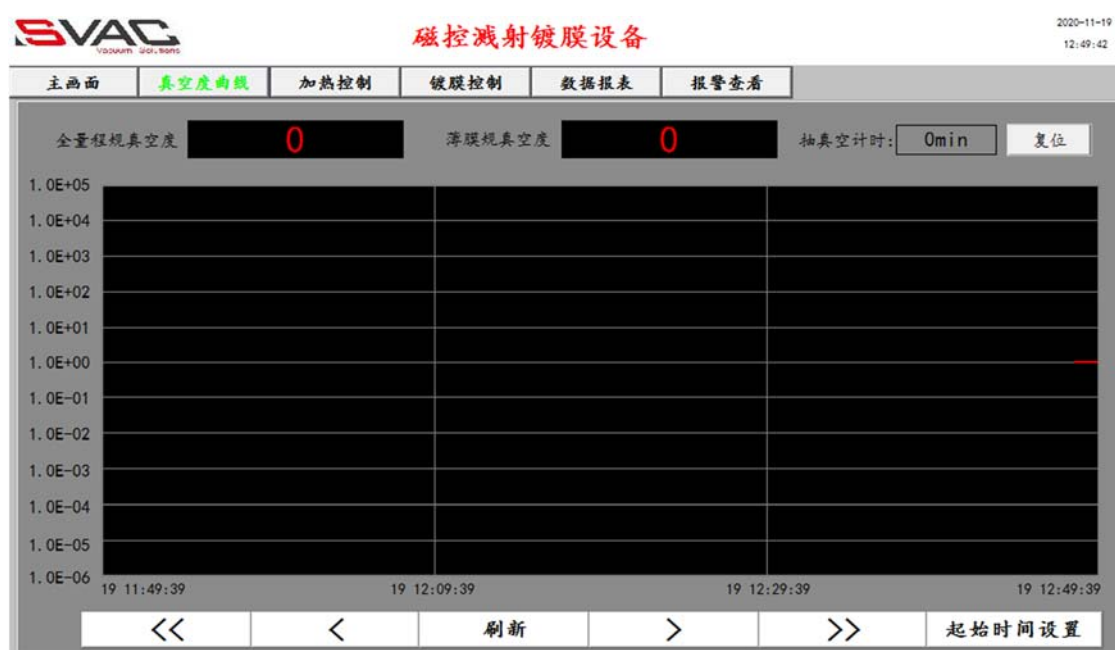 SVAC
Vacuum Solutions
磁控溅射镀膜设备
2020-11-19
12:49:42
主画面 真空度曲线 加热控制 镀膜控制 数据报表 报警查看
全量程规真空度 0 薄膜规真空度 0 抽真空计时: 0min 复位
1.0E+05
1.0E+04
1.0E+03
1.0E+02
1.0E+01
1.0E+00
1.0E-01
1.0E-02
1.0E-03
1.0E-04
1.0E-05
1.0E-06
19 11:49:39 19 12:09:39 19 12:29:39 19 12:49:39
<< < 刷新 > >> 起始时间设置